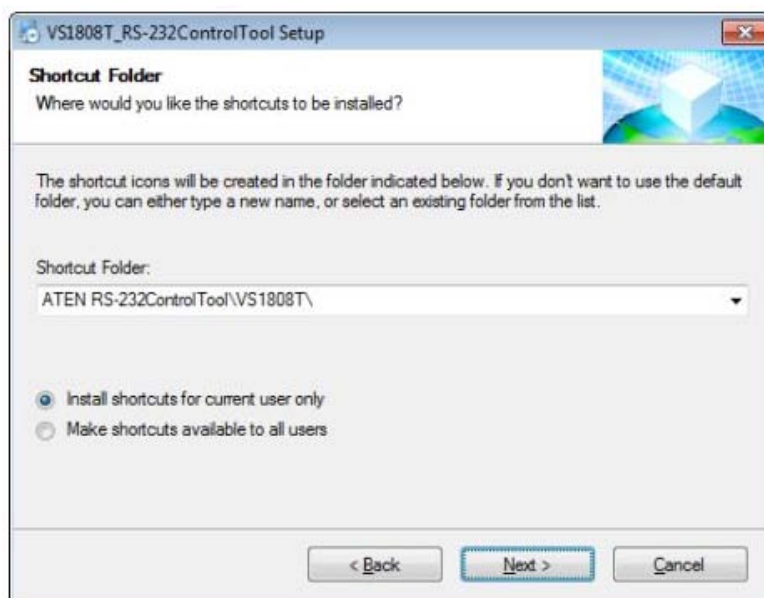 VS1808T_RS-232ControlTool Setup
Shortcut Folder
Where would you like the shortcuts to be installed?
The shortcut icons will be created in the folder indicated below. If you don't want to use the default
folder, you can either type a new name, or select an existing folder from the list.
Shortcut Folder:
ATEN RS-232ControlTool\VS1808T\
Install shortcuts for current user only
Make shortcuts available to all users
< Back Next > Cancel